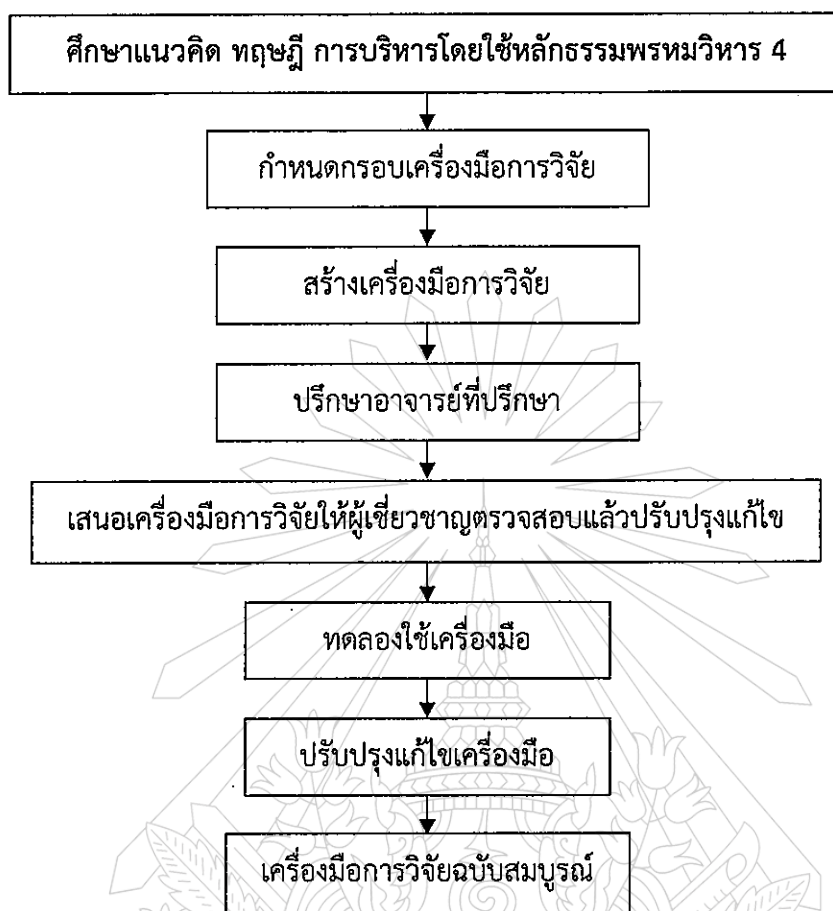 ศึกษาแนวคิด ทฤษฎี การบริหารโดยใช้หลักธรรมพรหมวิหาร 4
กำหนดกรอบเครื่องมือการวิจัย
สร้างเครื่องมือการวิจัย
ปรึกษาอาจารย์ที่ปรึกษา
เสนอเครื่องมือการวิจัยให้ผู้เชี่ยวชาญตรวจสอบแล้วปรับปรุงแก้ไข
ทดลองใช้เครื่องมือ
ปรับปรุงแก้ไขเครื่องมือ
เครื่องมือการวิจัยฉบับสมบูรณ์